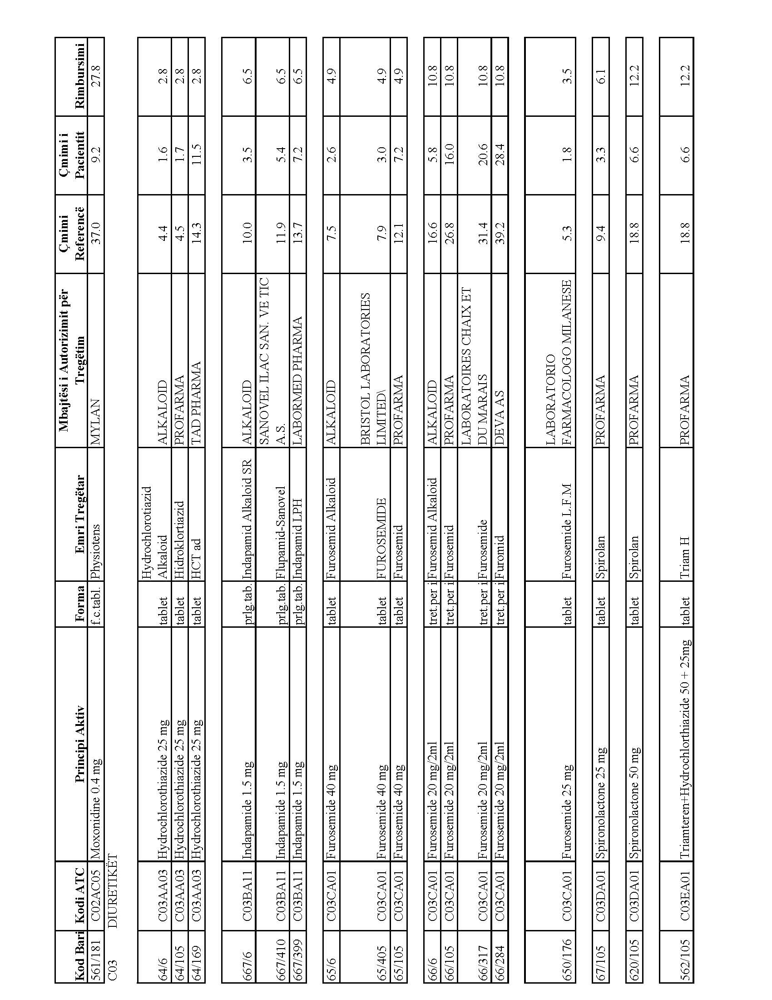 Kod Bari Kodi ATC Principi Aktiv Forma Emri Tregëtar Mbajtësi i Autorizimit për Tregëtim Çmimi Referencë Çmimi i Pacientit Rimbursimi
561/181 C02AC05 Moxonidine 0.4 mg f.c.tabl. Physiotens MYLAN 37.0 9.2 27.8
C03 DIURETIKËT
64/6 C03AA03 Hydrochlorothiazide 25 mg tablet Hydrochlorotiazid Alkaloid ALKALOID 4.4 1.6 2.8
64/105 C03AA03 Hydrochlorothiazide 25 mg tablet Hidroklortiazid PROFARMA 4.5 1.7 2.8
64/169 C03AA03 Hydrochlorothiazide 25 mg tablet HCT ad TAD PHARMA 14.3 11.5 2.8
667/6 C03BA11 Indapamide 1.5 mg prlg.tab. Indapamid Alkaloid SR ALKALOID 10.0 3.5 6.5
667/410 C03BA11 Indapamide 1.5 mg prlg.tab. Flupamid-Sanovel SANOVEL ILAC SAN. VE TIC A.S. 11.9 5.4 6.5
667/399 C03BA11 Indapamide 1.5 mg prlg.tab. Indapamid LPH LABORMED PHARMA 13.7 7.2 6.5
65/6 C03CA01 Furosemide 40 mg tablet Furosemid Alkaloid ALKALOID 7.5 2.6 4.9
65/405 C03CA01 Furosemide 40 mg tablet FUROSEMIDE BRISTOL LABORATORIES LIMITED\ 7.9 3.0 4.9
65/105 C03CA01 Furosemide 40 mg tablet Furosemid PROFARMA 12.1 7.2 4.9
66/6 C03CA01 Furosemide 20 mg/2ml tret.per i Furosemid Alkaloid ALKALOID 16.6 5.8 10.8
66/105 C03CA01 Furosemide 20 mg/2ml tret.per i Furosemid PROFARMA 26.8 16.0 10.8
66/317 C03CA01 Furosemide 20 mg/2ml tret.per i Furosemide LABORATOIRES CHAIX ET DU MARAIS 31.4 20.6 10.8
66/284 C03CA01 Furosemide 20 mg/2ml tret.per i Furomid DEVA AS 39.2 28.4 10.8
650/176 C03CA01 Furosemide 25 mg tablet Furosemide L.F.M LABORATORIO FARMACOLOGO MILANESE 5.3 1.8 3.5
67/105 C03DA01 Spironolactone 25 mg tablet Spirolan PROFARMA 9.4 3.3 6.1
620/105 C03DA01 Spironolactone 50 mg tablet Spirolan PROFARMA 18.8 6.6 12.2
562/105 C03EA01 Triamteren+Hydrochlorthiazide 50 + 25mg tablet Triam H PROFARMA 18.8 6.6 12.2